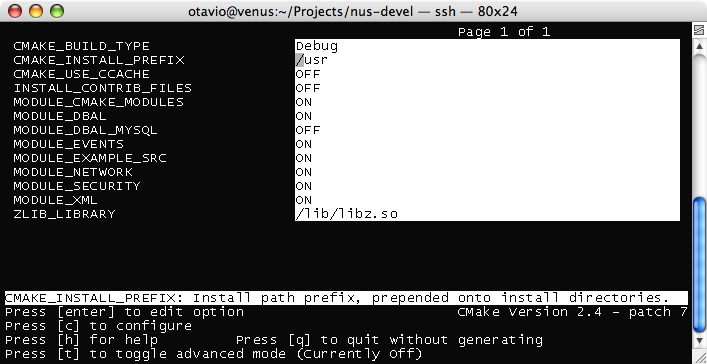 otavio@venus:~/Projects/nus-devel — ssh — 80x24
Page 1 of 1
CMAKE_BUILD_TYPE Debug
CMAKE_INSTALL_PREFIX /usr
CMAKE_USE_CCACHE OFF
INSTALL_CONTRIB_FILES OFF
MODULE_CMAKE_MODULES ON
MODULE_DBAL ON
MODULE_DBAL_MYSQL OFF
MODULE_EVENTS ON
MODULE_EXAMPLE_SRC ON
MODULE_NETWORK ON
MODULE_SECURITY ON
MODULE_XML ON
ZLIB_LIBRARY /lib/libz.so
CMAKE_INSTALL_PREFIX: Install path prefix, prepended onto install directories.
Press [enter] to edit option CMake Version 2.4 - patch 7
Press [c] to configure
Press [h] for help Press [q] to quit without generating
Press [t] to toggle advanced mode (Currently Off)